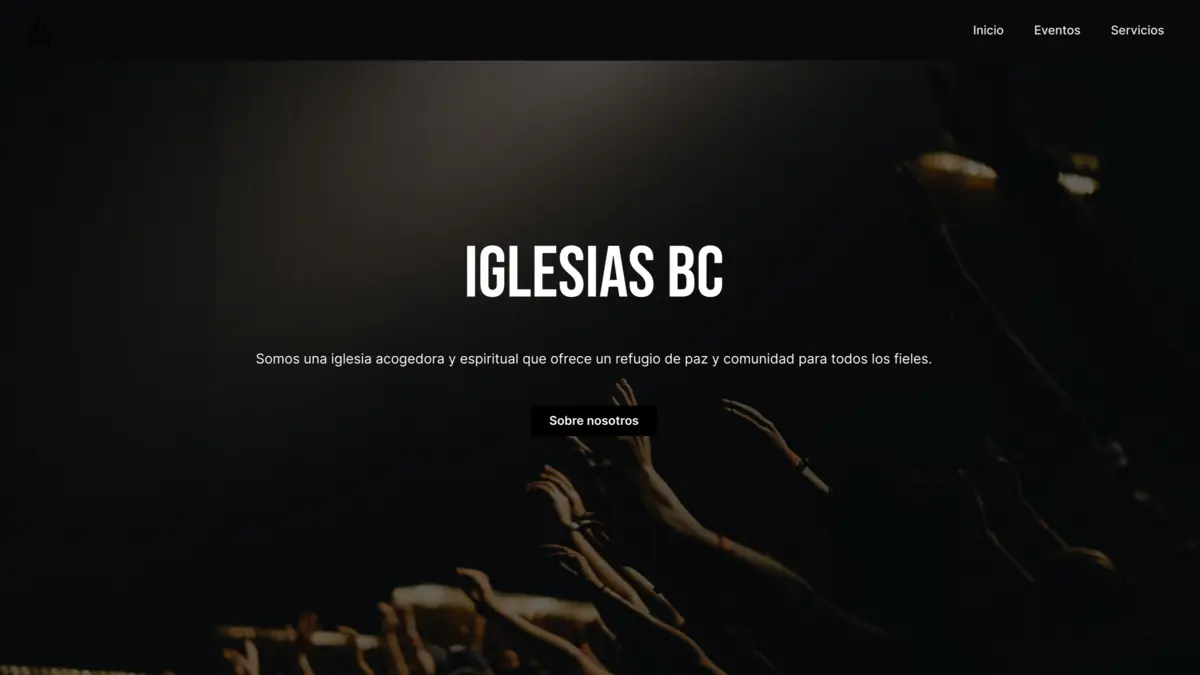 Inicio
Eventos
Servicios
IGLESIAS BC
Somos una iglesia acogedora y espiritual que ofrece un refugio de paz y comunidad para todos los fieles.
Sobre nosotros